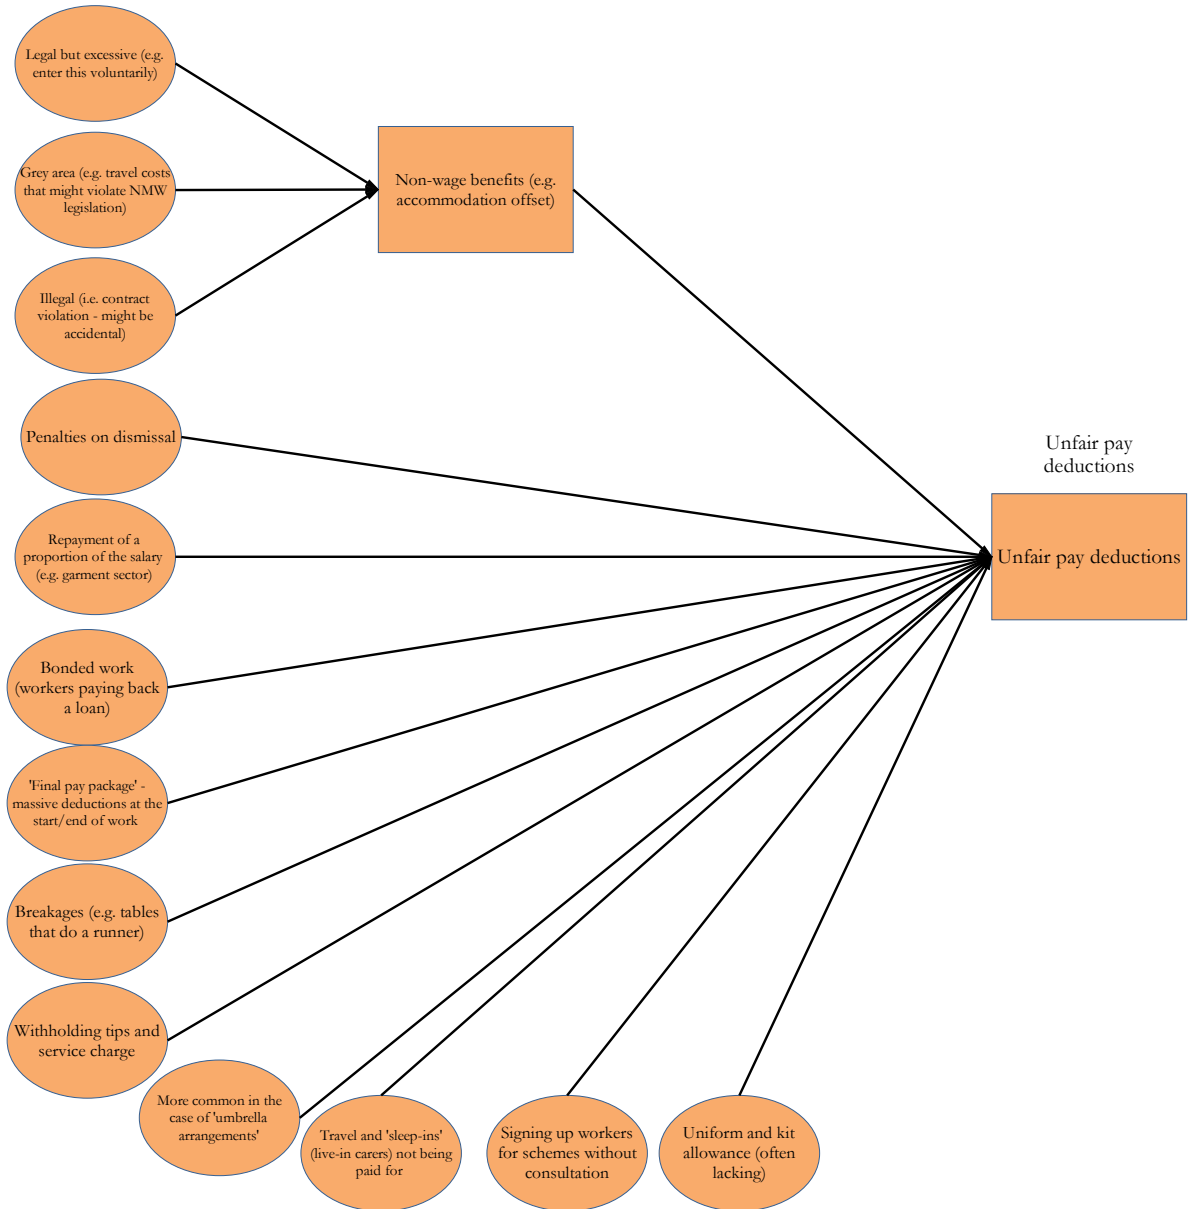 Legal but excessive (e.g.
enter this voluntarily)
Grey area (e.g. travel costs
that might violate NMW
legislation)
Non-wage benefits (e.g.
accommodation offset)
Illegal (i.e. contract
violation - might be
accidental)
Penalties on dismissal
Unfair pay
deductions
Repayment of a
proportion of the salary
(e.g. garment sector)
Unfair pay deductions
Bonded work
(workers paying back
a loan)
'Final pay package' -
massive deductions at the
start/end of work
Breakages (e.g. tables
that do a runner)
Withholding tips and
service charge
More common in the
case of 'umbrella
arrangements'
Travel and 'sleep-ins'
(live-in carers) not being
paid for
Signing up workers
for schemes without
consultation
Uniform and kit
allowance (often
lacking)